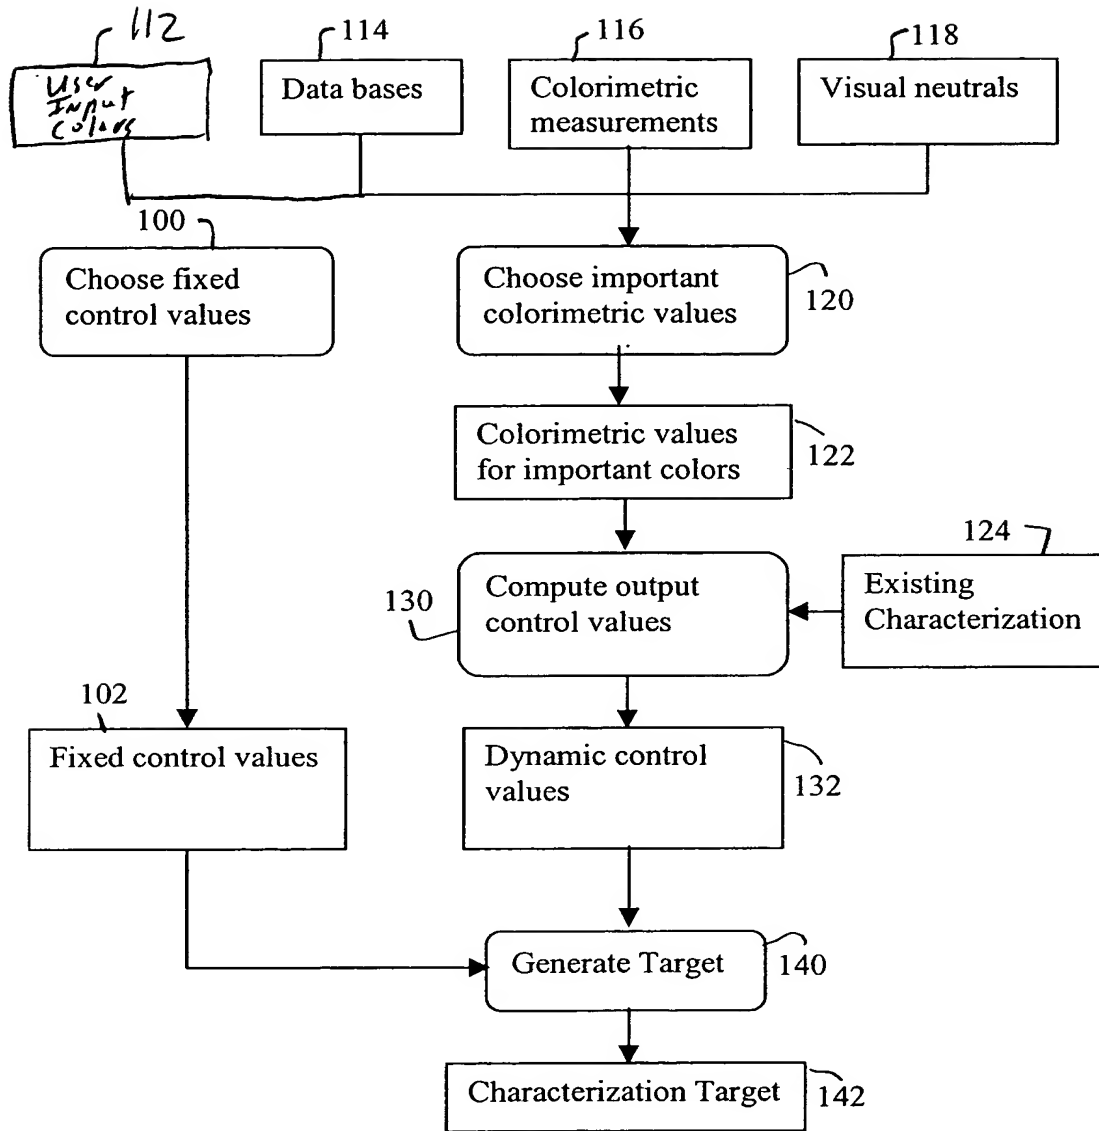 112
114
116
118
User
Input
Colors
Data bases
Colorimetric
measurements
Visual neutrals
100
Choose fixed
control values
Choose important
colorimetric values
120
Colorimetric values
for important colors
122
124
130
Compute output
control values
Existing
Characterization
102
Fixed control values
Dynamic control
values
132
Generate Target
140
Characterization Target
142